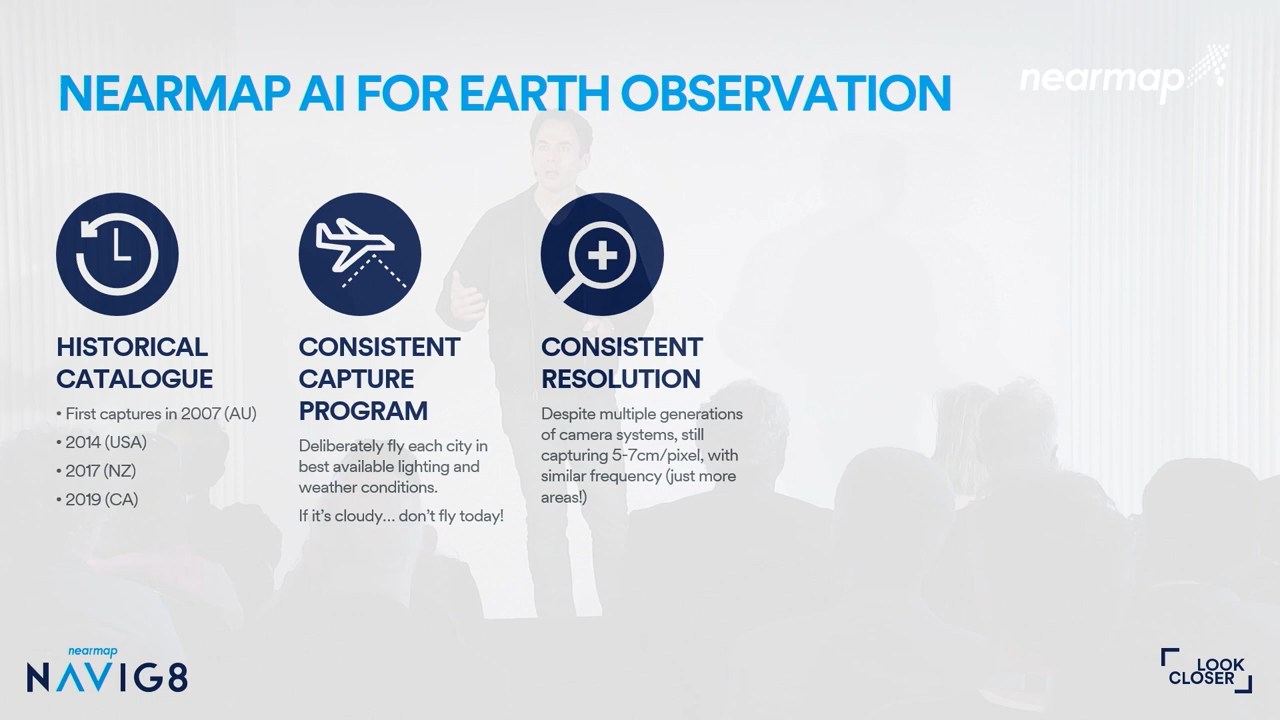 NEARMAP AI FOR EARTH OBSERVATION
nearmap
HISTORICAL
CATALOGUE
• First captures in 2007 (AU)
• 2014 (USA)
• 2017 (NZ)
• 2019 (CA)
CONSISTENT
CAPTURE
PROGRAM
Deliberately fly each city in
best available lighting and
weather conditions.
If it's cloudy... don't fly today!
CONSISTENT
RESOLUTION
Despite multiple generations
of camera systems, still
capturing 5-7cm/pixel, with
similar frequency (just more
areas!)
nearmap
NAVIG8
LOOK
CLOSER